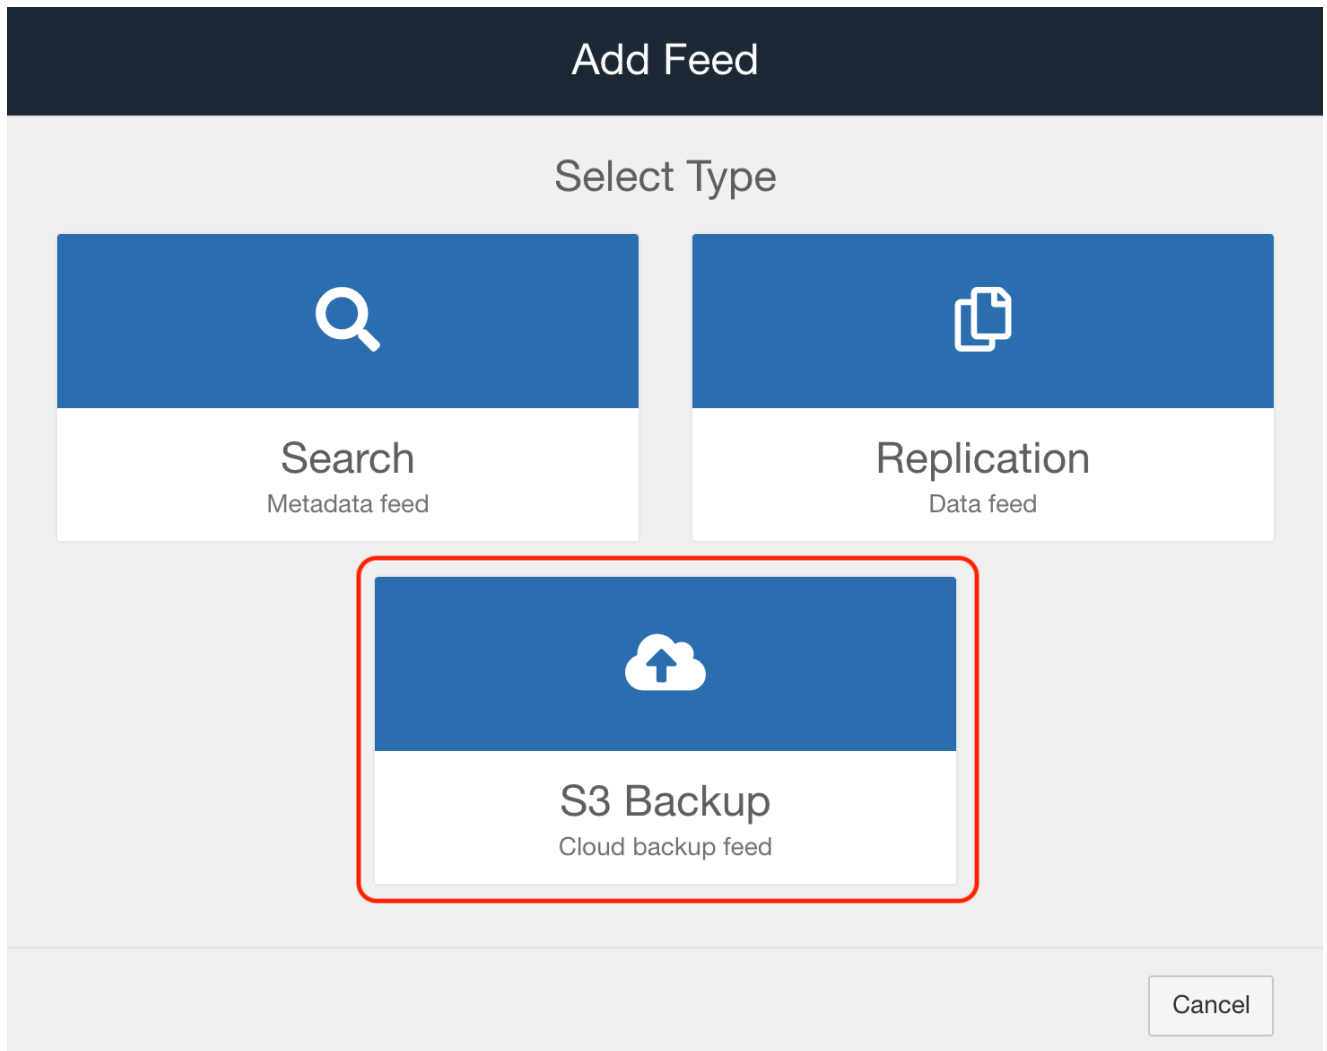 Add Feed
Select Type
Search
Metadata feed
Replication
Data feed
S3 Backup
Cloud backup feed
Cancel